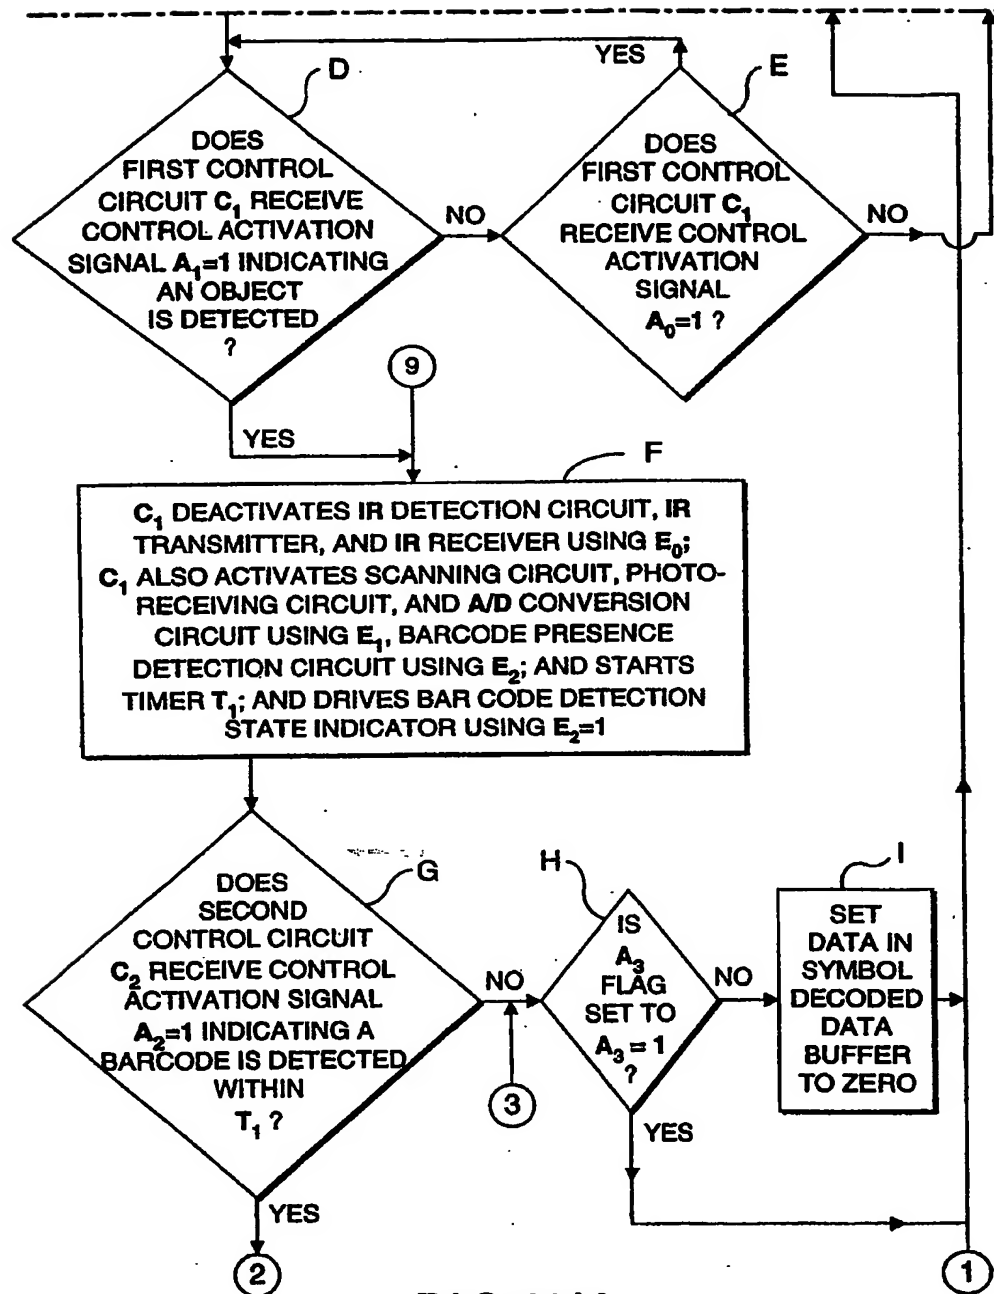 YES
D
E
DOES
FIRST CONTROL
CIRCUIT C₁ RECEIVE
CONTROL ACTIVATION
SIGNAL A₁=1 INDICATING
AN OBJECT
IS DETECTED
?
NO
DOES
FIRST CONTROL
CIRCUIT C₁
RECEIVE CONTROL
ACTIVATION
SIGNAL
A₀=1 ?
NO
9
YES
F
C₁ DEACTIVATES IR DETECTION CIRCUIT, IR
TRANSMITTER, AND IR RECEIVER USING E₀;
C₁ ALSO ACTIVATES SCANNING CIRCUIT, PHOTO-
RECEIVING CIRCUIT, AND A/D CONVERSION
CIRCUIT USING E₁, BARCODE PRESENCE
DETECTION CIRCUIT USING E₂; AND STARTS
TIMER T₁; AND DRIVES BAR CODE DETECTION
STATE INDICATOR USING E₂=1
G
DOES
SECOND
CONTROL CIRCUIT
C₂ RECEIVE CONTROL
ACTIVATION SIGNAL
A₂=1 INDICATING A
BARCODE IS DETECTED
WITHIN
T₁ ?
NO
3
H
IS
A₃
FLAG
SET TO
A₃ = 1
?
NO
I
SET
DATA IN
SYMBOL
DECODED
DATA
BUFFER
TO ZERO
YES
YES
2
1